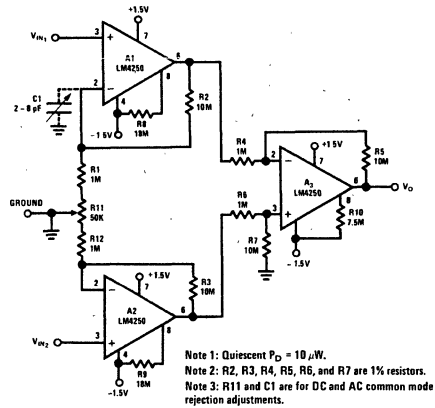 +1.5V
VIN1
3
+
7
A1
LM4250
6
2
−
8
4
C1
2 – 8 pF
R2
10M
−1.5V
R8
18M
R1
1M
R4
1M
2
−
+1.5V
7
R5
10M
GROUND
R11
50K
A3
LM4250
6
VO
R6
1M
3
+
8
4
R10
7.5M
R12
1M
R7
10M
−1.5V
+1.5V
R3
10M
2
−
7
A2
LM4250
6
VIN2
3
+
8
4
R9
18M
−1.5V
Note 1: Quiescent PD = 10 μW.
Note 2: R2, R3, R4, R5, R6, and R7 are 1% resistors.
Note 3: R11 and C1 are for DC and AC common mode
rejection adjustments.